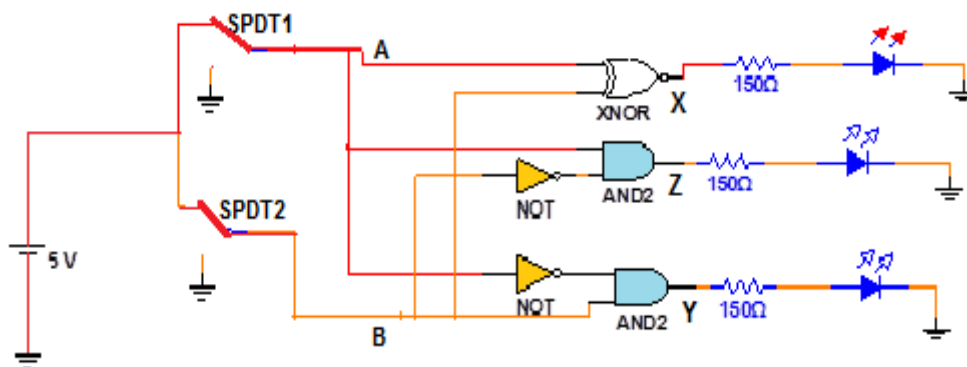 SPDT1
A
XNOR
X
150Ω
NOT
AND2
Z
150Ω
SPDT2
5 V
NOT
AND2
Y
150Ω
B